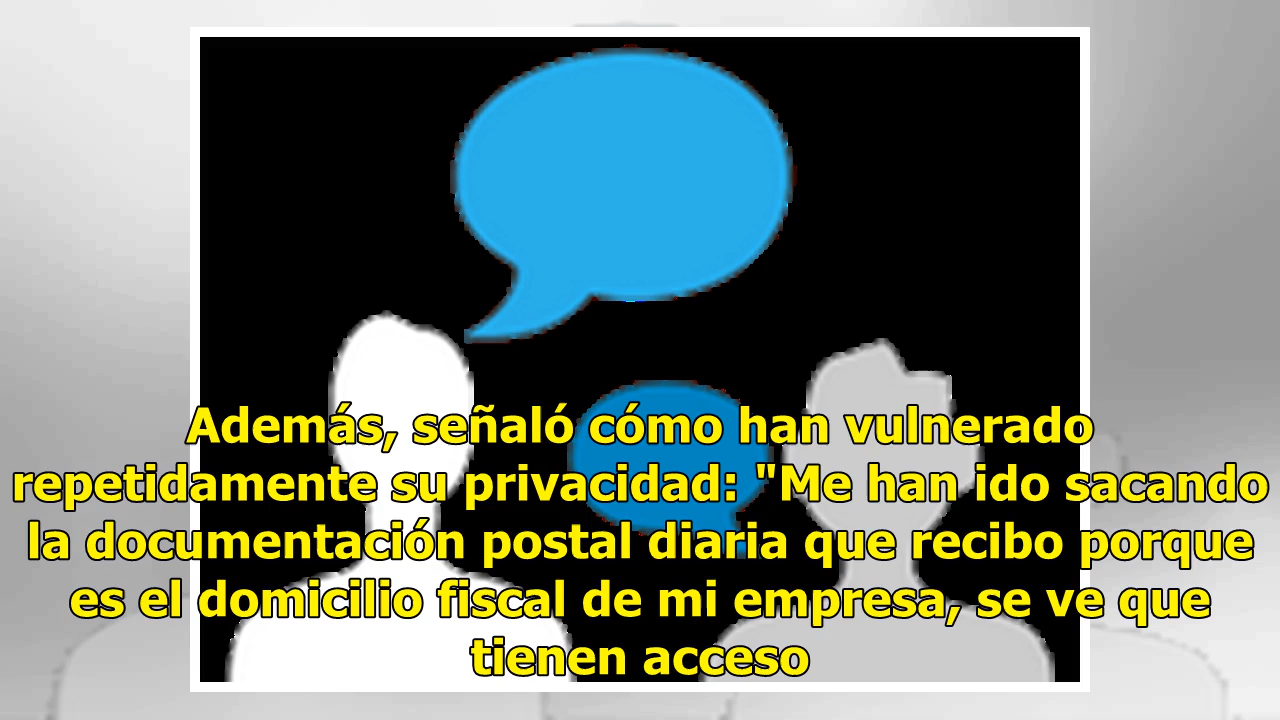 Además, señaló cómo han vulnerado
repetidamente su privacidad: "Me han ido sacando
la documentación postal diaria que recibo porque
es el domicilio fiscal de mi empresa, se ve que
tienen acceso